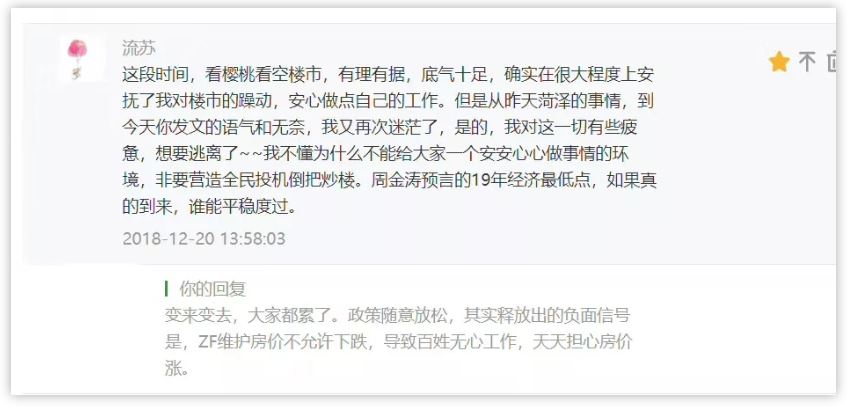 流苏
这段时间，看樱桃看空楼市，有理有据，底气十足，确实在很大程度上安
抚了我对楼市的躁动，安心做点自己的工作。但是从昨天菏泽的事情，到
今天你发文的语气和无奈，我又再次迷茫了，是的，我对这一切有些疲
惫，想要逃离了~~我不懂为什么不能给大家一个安安心心做事情的环
境，非要营造全民投机倒把炒楼。周金涛预言的19年经济最低点，如果真
的到来，谁能平稳度过。
2018-12-20 13:58:03
你的回复
变来变去，大家都累了。政策随意放松，其实释放出的负面信号
是，ZF维护房价不允许下跌，导致百姓无心工作，天天担心房价
涨。